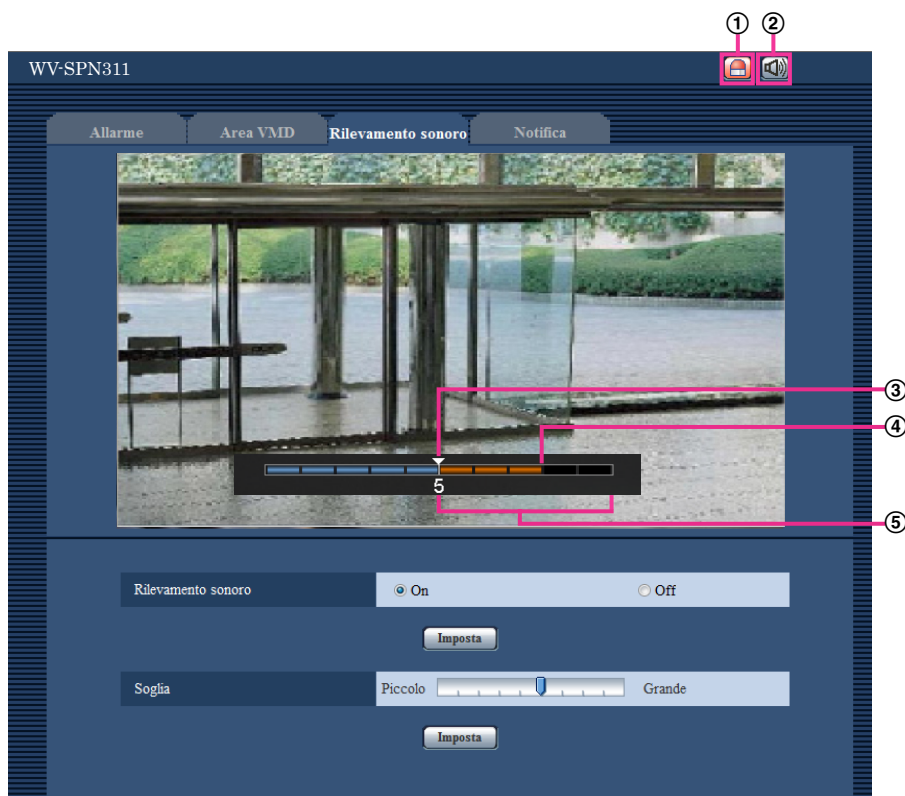 ① ②
WV-SPN311
Allarme Area VMD Rilevamento sonoro Notifica
③
④
5
⑤
Rilevamento sonoro On Off
Imposta
Soglia Piccolo Grande
Imposta